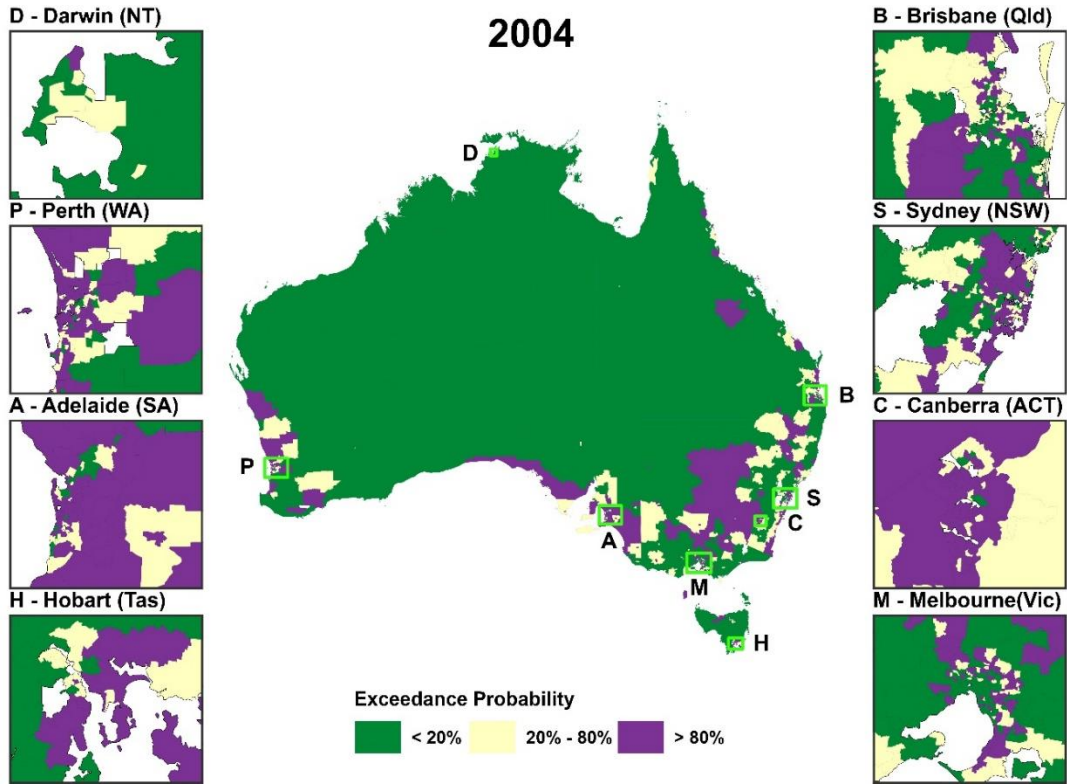 2004
D - Darwin (NT)
P - Perth (WA)
A - Adelaide (SA)
H - Hobart (Tas)
B - Brisbane (Qld)
S - Sydney (NSW)
C - Canberra (ACT)
M - Melbourne(Vic)
D
B
P
S
C
A
M
H
Exceedance Probability
< 20%
20% - 80%
> 80%